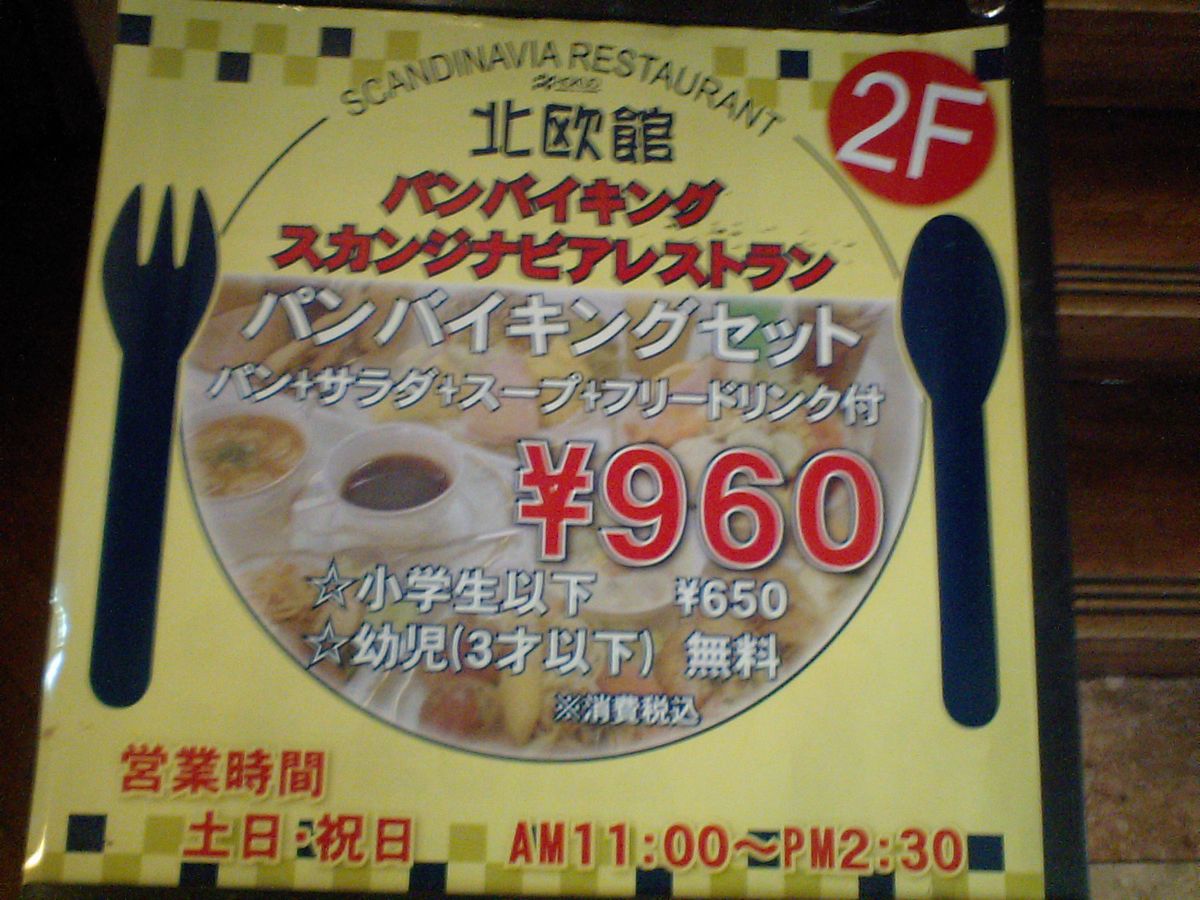 SCANDINAVIA RESTAURANT
2F
北欧館
パンバイキング
スカンジナビアレストラン
パンバイキングセット
パン+サラダ+スープ+フリードリンク付
¥960
☆小学生以下 ¥650
☆幼児(3才以下) 無料
※消費税込
営業時間
土日・祝日 AM11:00～PM2:30